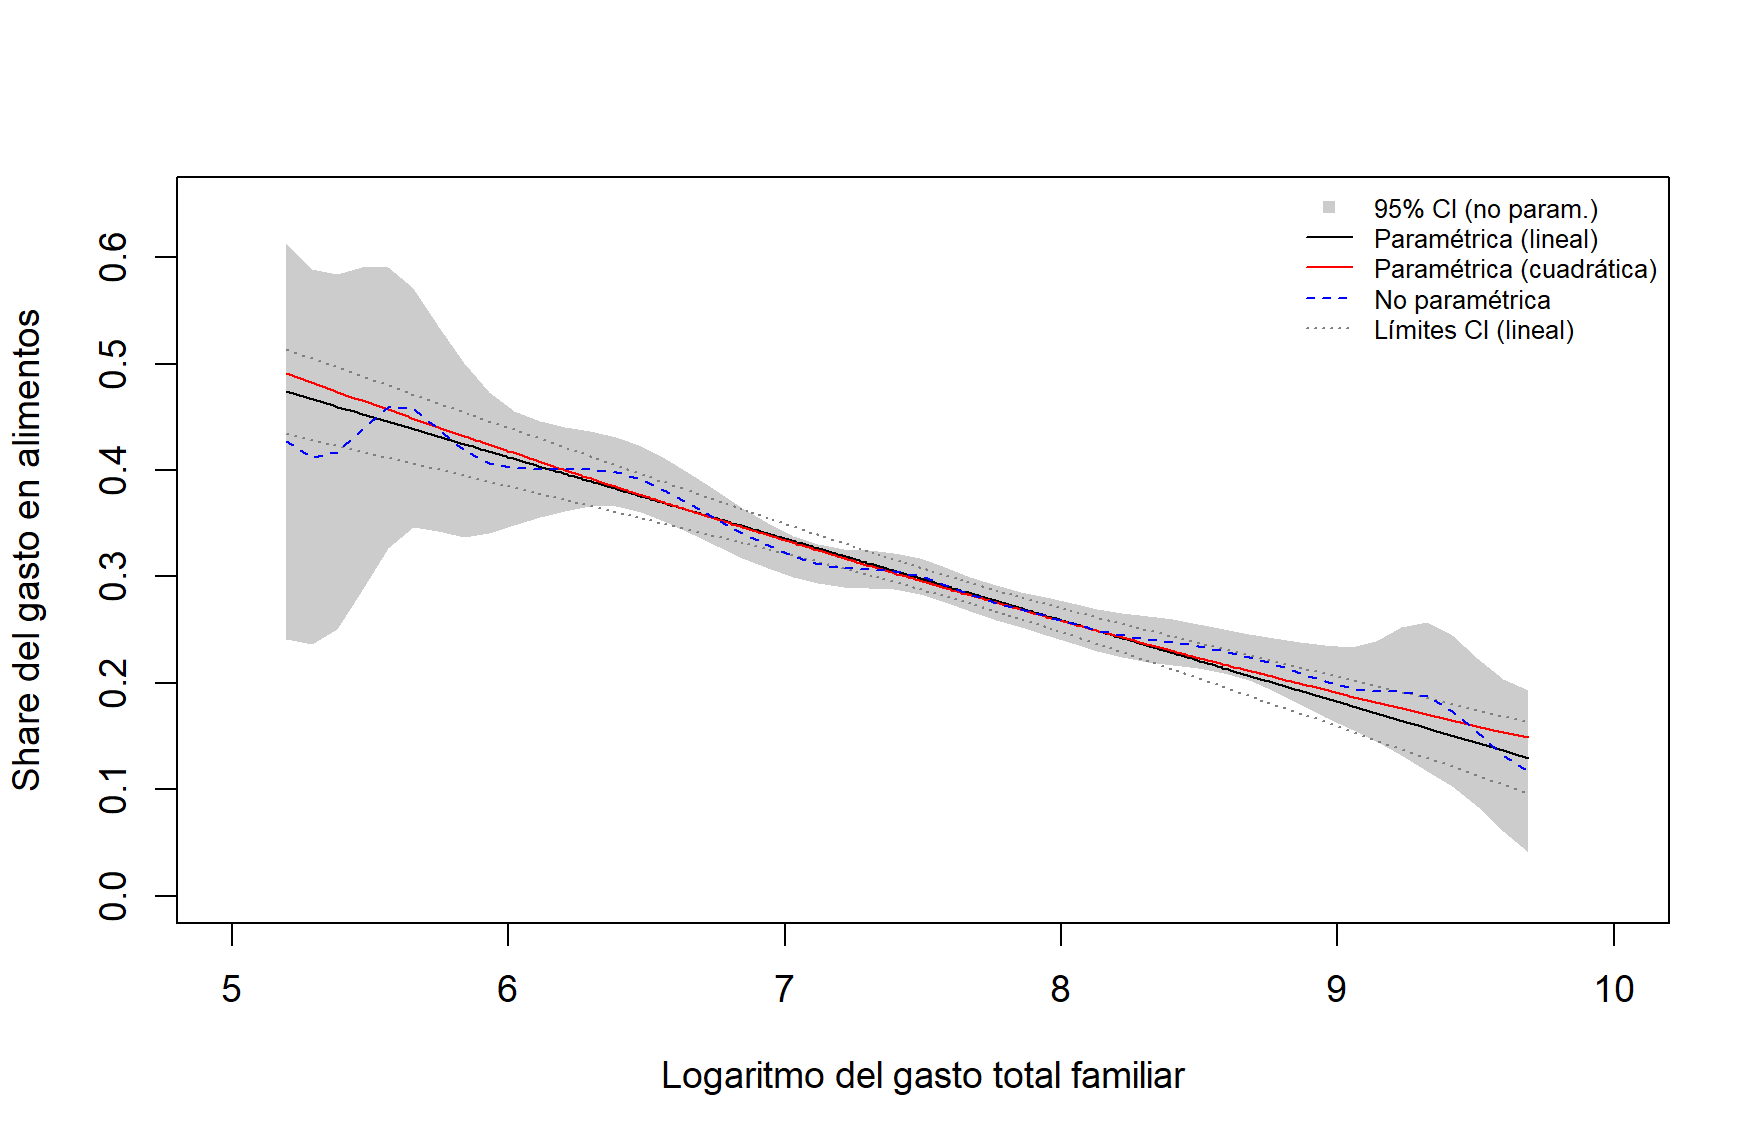 95% CI (no param.)
Paramétrica (lineal)
Paramétrica (cuadrática)
No paramétrica
Límites CI (lineal)
Share del gasto en alimentos
0.6
0.5
0.4
0.3
0.2
0.1
0.0
5 6 7 8 9 10
Logaritmo del gasto total familiar